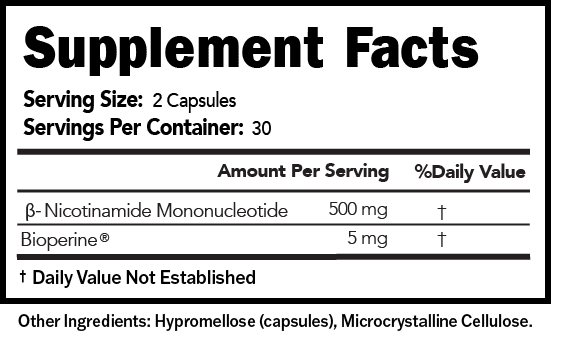 Supplement Facts
Serving Size: 2 Capsules
Servings Per Container: 30
Amount Per Serving %Daily Value
β- Nicotinamide Mononucleotide 500 mg †
Bioperine® 5 mg †
† Daily Value Not Established
Other Ingredients: Hypromellose (capsules), Microcrystalline Cellulose.